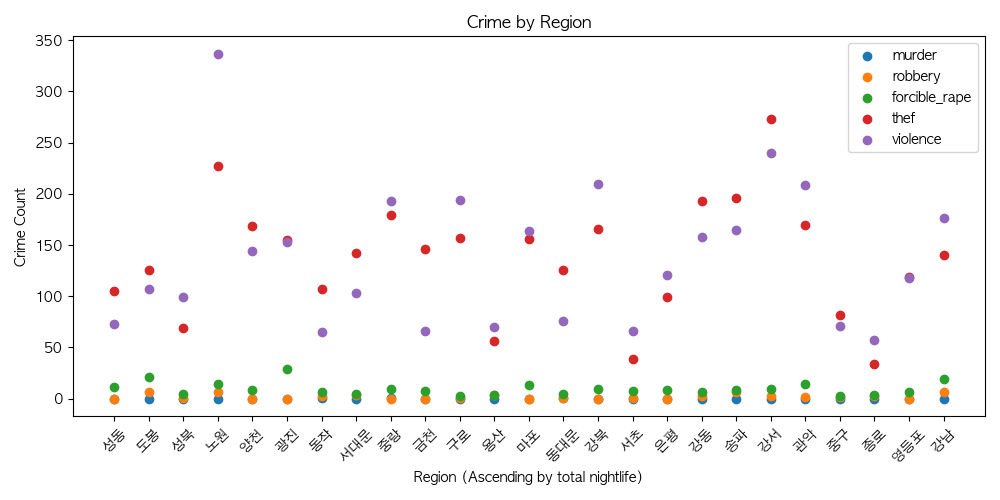 Crime by Region
350
300
250
200
150
100
50
0
Crime Count
murder
robbery
forcible_rape
thef
violence
성동
도봉
성북
노원
양천
광진
동작
서대문
중랑
금천
구로
용산
마포
동대문
강북
서초
은평
강동
송파
강서
관악
중구
종로
영등포
강남
Region (Ascending by total nightlife)